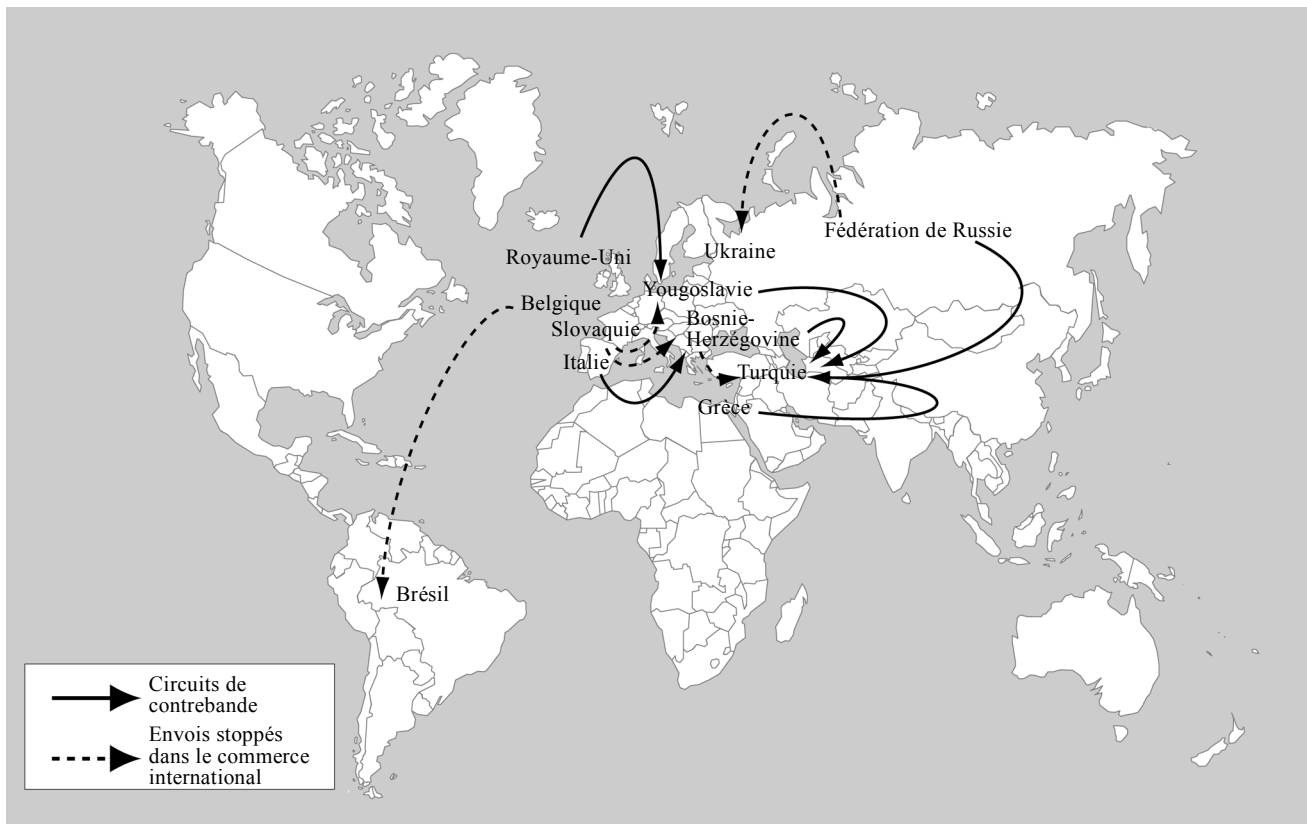 Fédération de Russie
Ukraine
Royaume-Uni
Yougoslavie
Belgique
Bosnie-
Herzégovine
Slovaquie
Italie
Turquie
Grèce
Brésil
Circuits de
contrebande
Envois stoppés
dans le commerce
international